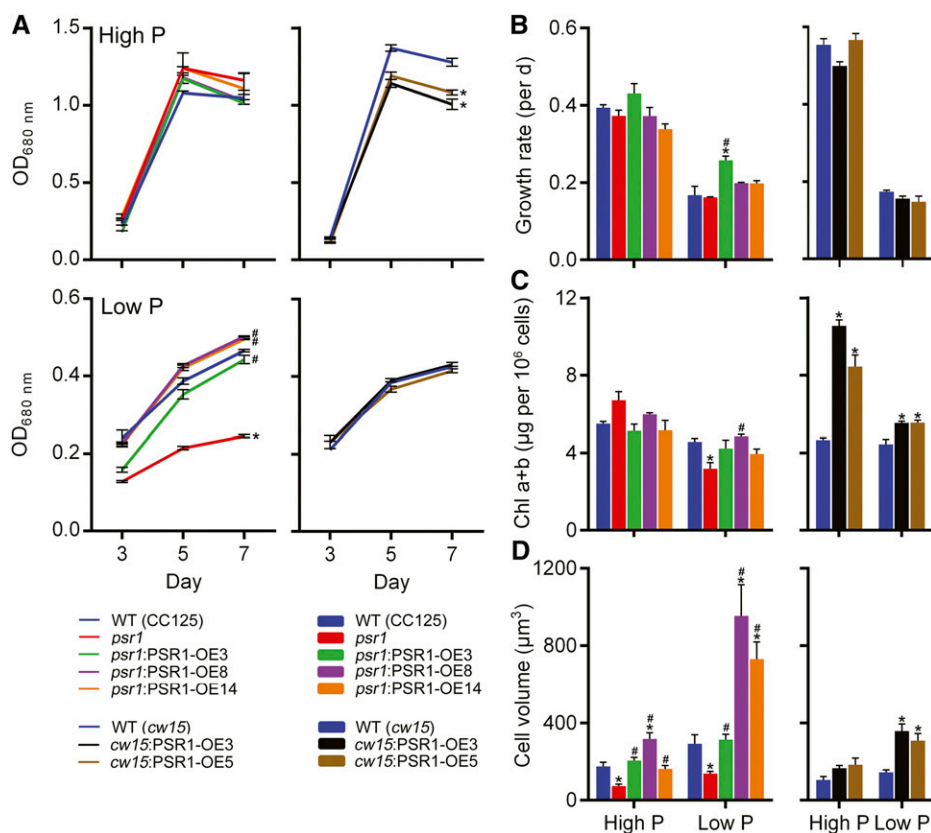 A
High P
1.5
1.0
0.5
0.0
OD680 nm
*
*
Low P
0.6
0.4
0.2
0.0
OD680 nm
#
#
#
*
3 5 7
3 5 7
Day
Day
WT (CC125)
psr1
psr1:PSR1-OE3
psr1:PSR1-OE8
psr1:PSR1-OE14
WT (cw15)
cw15:PSR1-OE3
cw15:PSR1-OE5
WT (CC125)
psr1
psr1:PSR1-OE3
psr1:PSR1-OE8
psr1:PSR1-OE14
WT (cw15)
cw15:PSR1-OE3
cw15:PSR1-OE5
B
0.6
0.4
0.2
0.0
Growth rate (per d)
#
*
C
12
8
4
0
Chl a+b (µg per 10⁶ cells)
*
#
*
*
* *
D
1200
800
400
0
Cell volume (µm³)
*
#
#
*
#
*
#
#
*
#
*
*
*
High P Low P
High P Low P